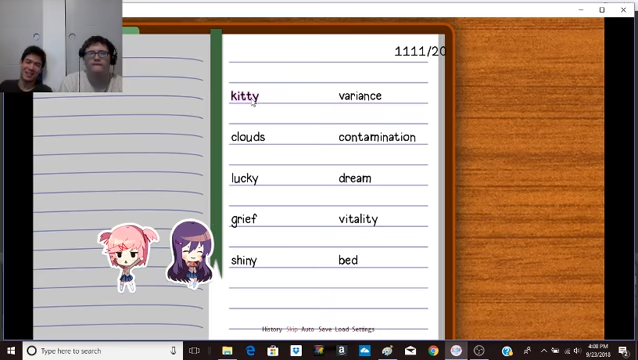 1111/20
kitty variance
clouds contamination
lucky dream
grief vitality
shiny bed
History Skip Auto Save Load Settings
Type here to search
4:08 PM
9/23/2018